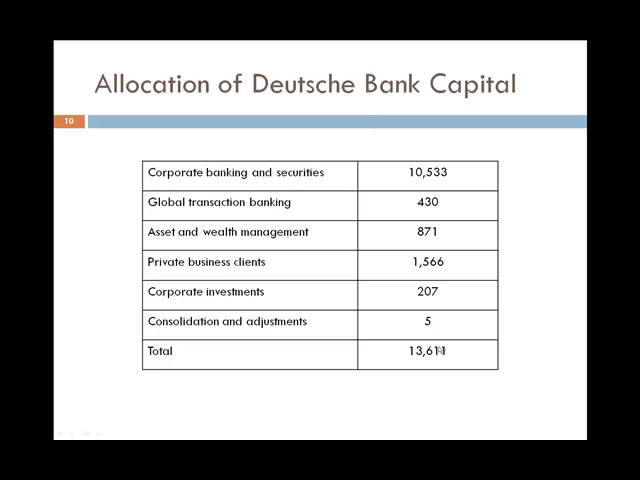 Allocation of Deutsche Bank Capital
10
Corporate banking and securities 10,533
Global transaction banking 430
Asset and wealth management 871
Private business clients 1,566
Corporate investments 207
Consolidation and adjustments 5
Total 13,611